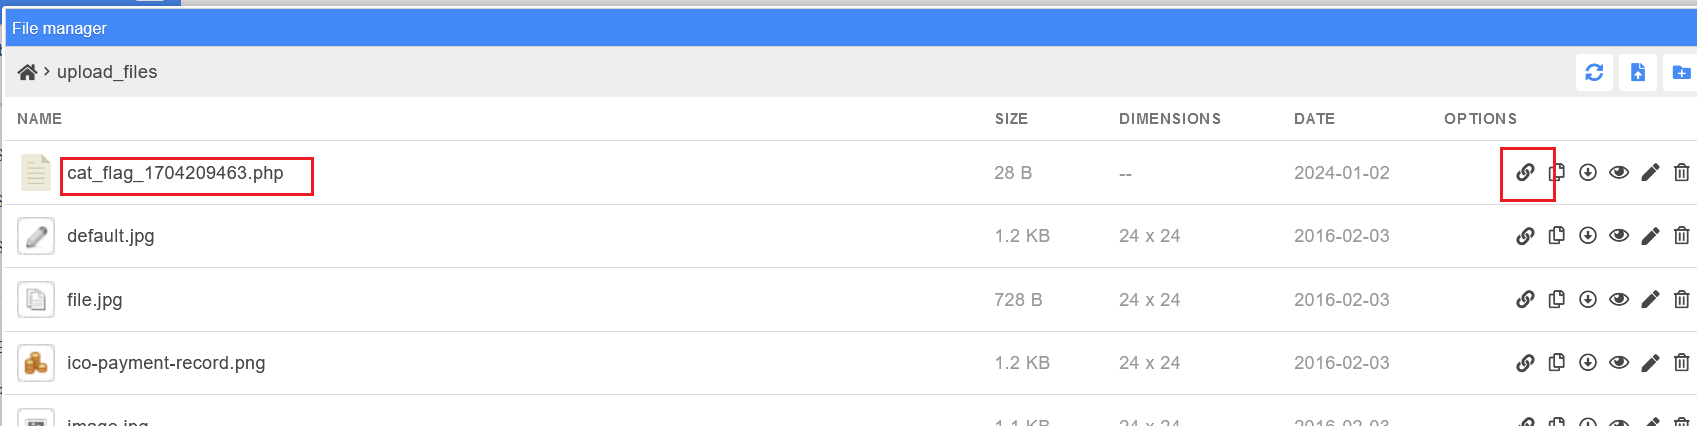 File manager
upload_files
NAME SIZE DIMENSIONS DATE OPTIONS
cat_flag_1704209463.php 28 B -- 2024-01-02
default.jpg 1.2 KB 24 x 24 2016-02-03
file.jpg 728 B 24 x 24 2016-02-03
ico-payment-record.png 1.2 KB 24 x 24 2016-02-03
image.jpg 1.1 KB 24 x 24 2016-02-03